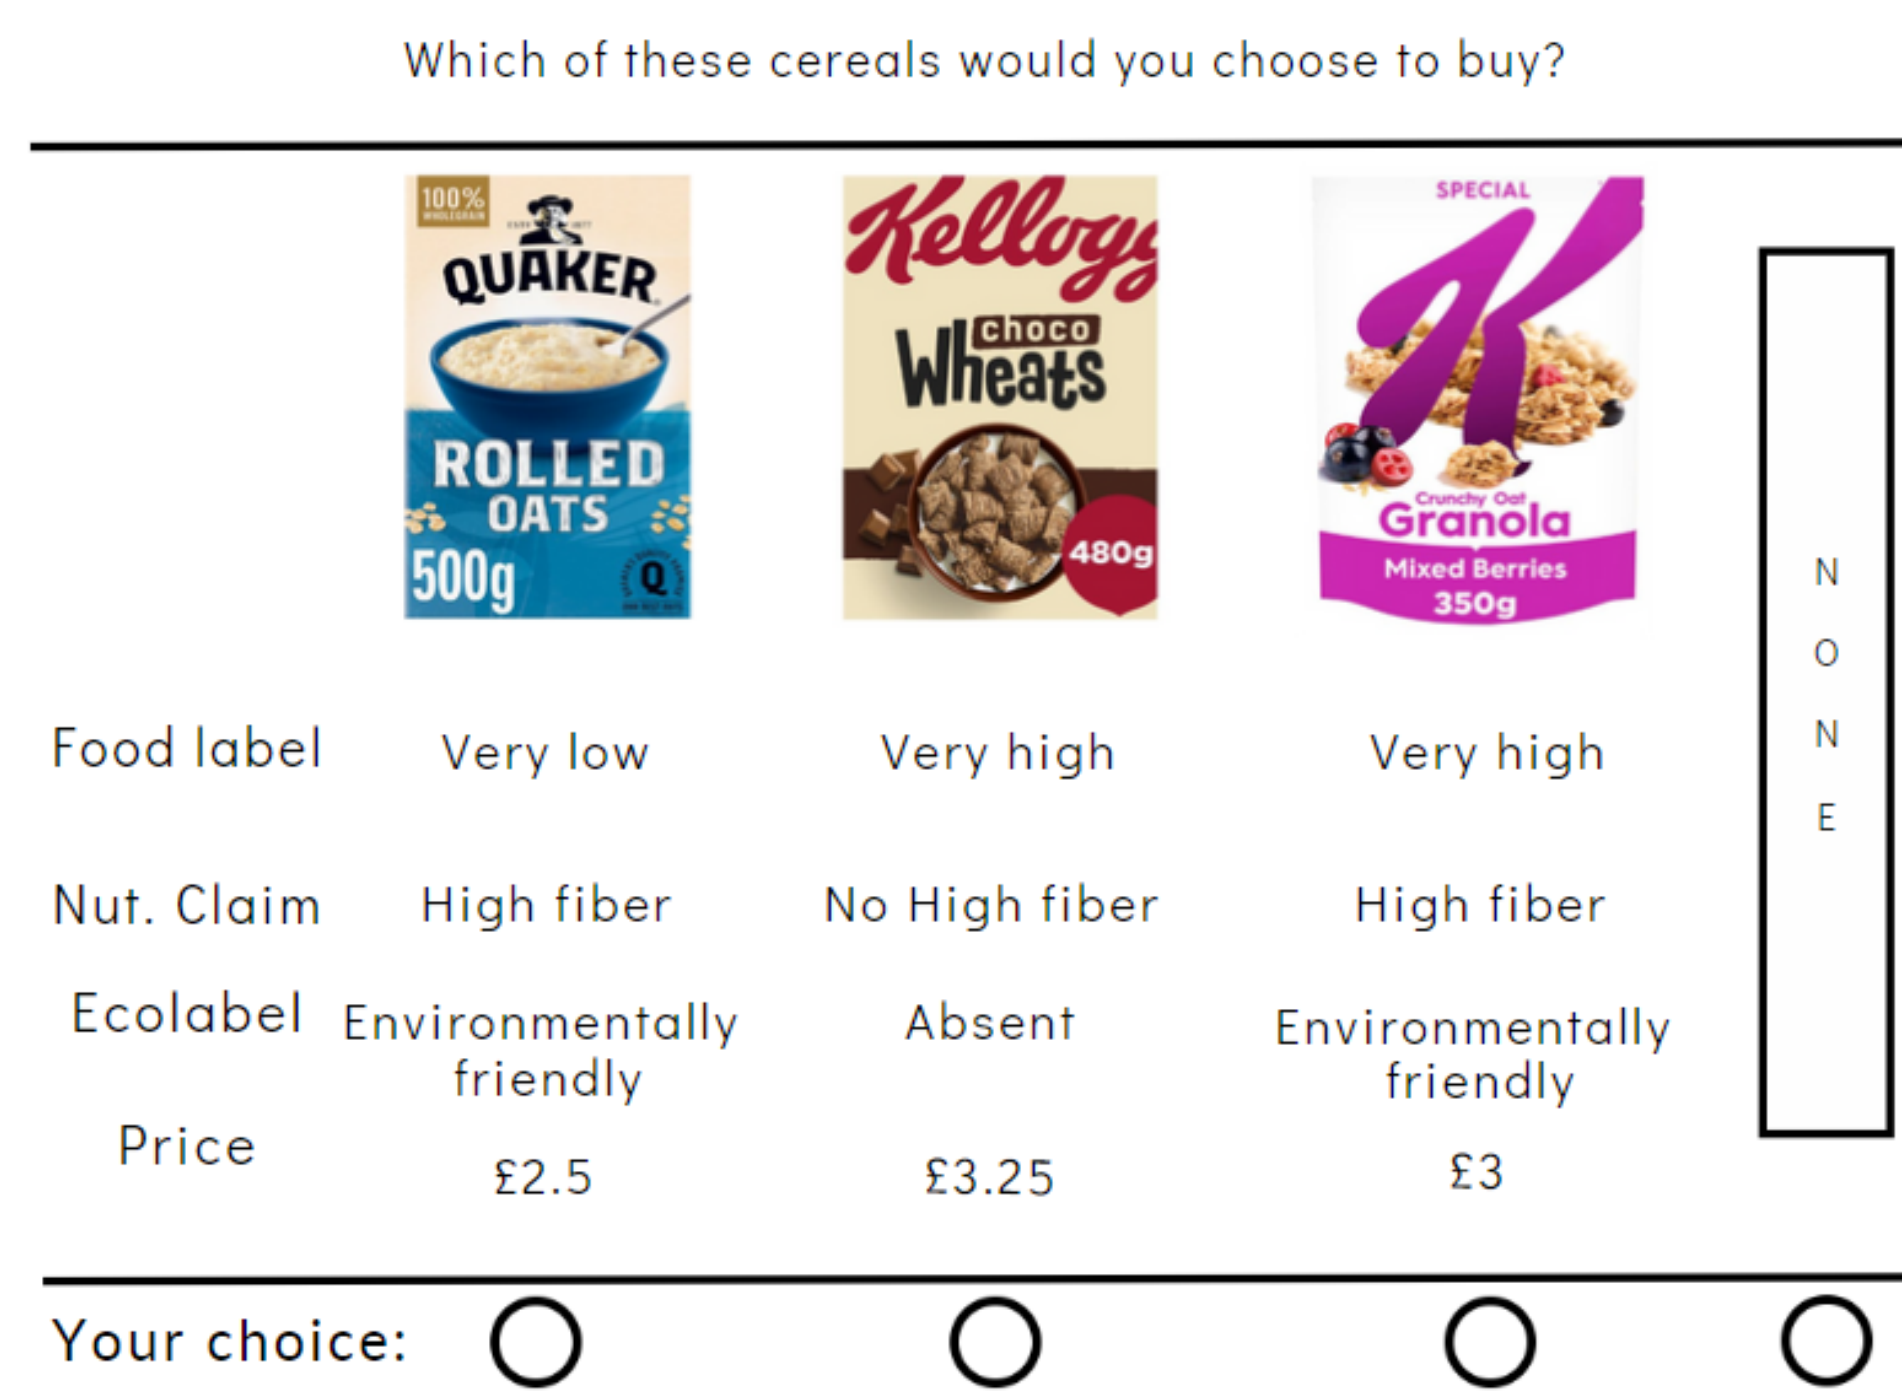 Which of these cereals would you choose to buy?
100%
WHOLEGRAIN
QUAKER
ROLLED
OATS
500g
Q
Kellogg
choco
Wheats
480g
SPECIAL
K
Crunchy Oat
Granola
Mixed Berries
350g
N
O
N
E
Food label Very low Very high Very high
Nut. Claim High fiber No High fiber High fiber
Ecolabel Environmentally friendly Absent Environmentally friendly
Price £2.5 £3.25 £3
Your choice: